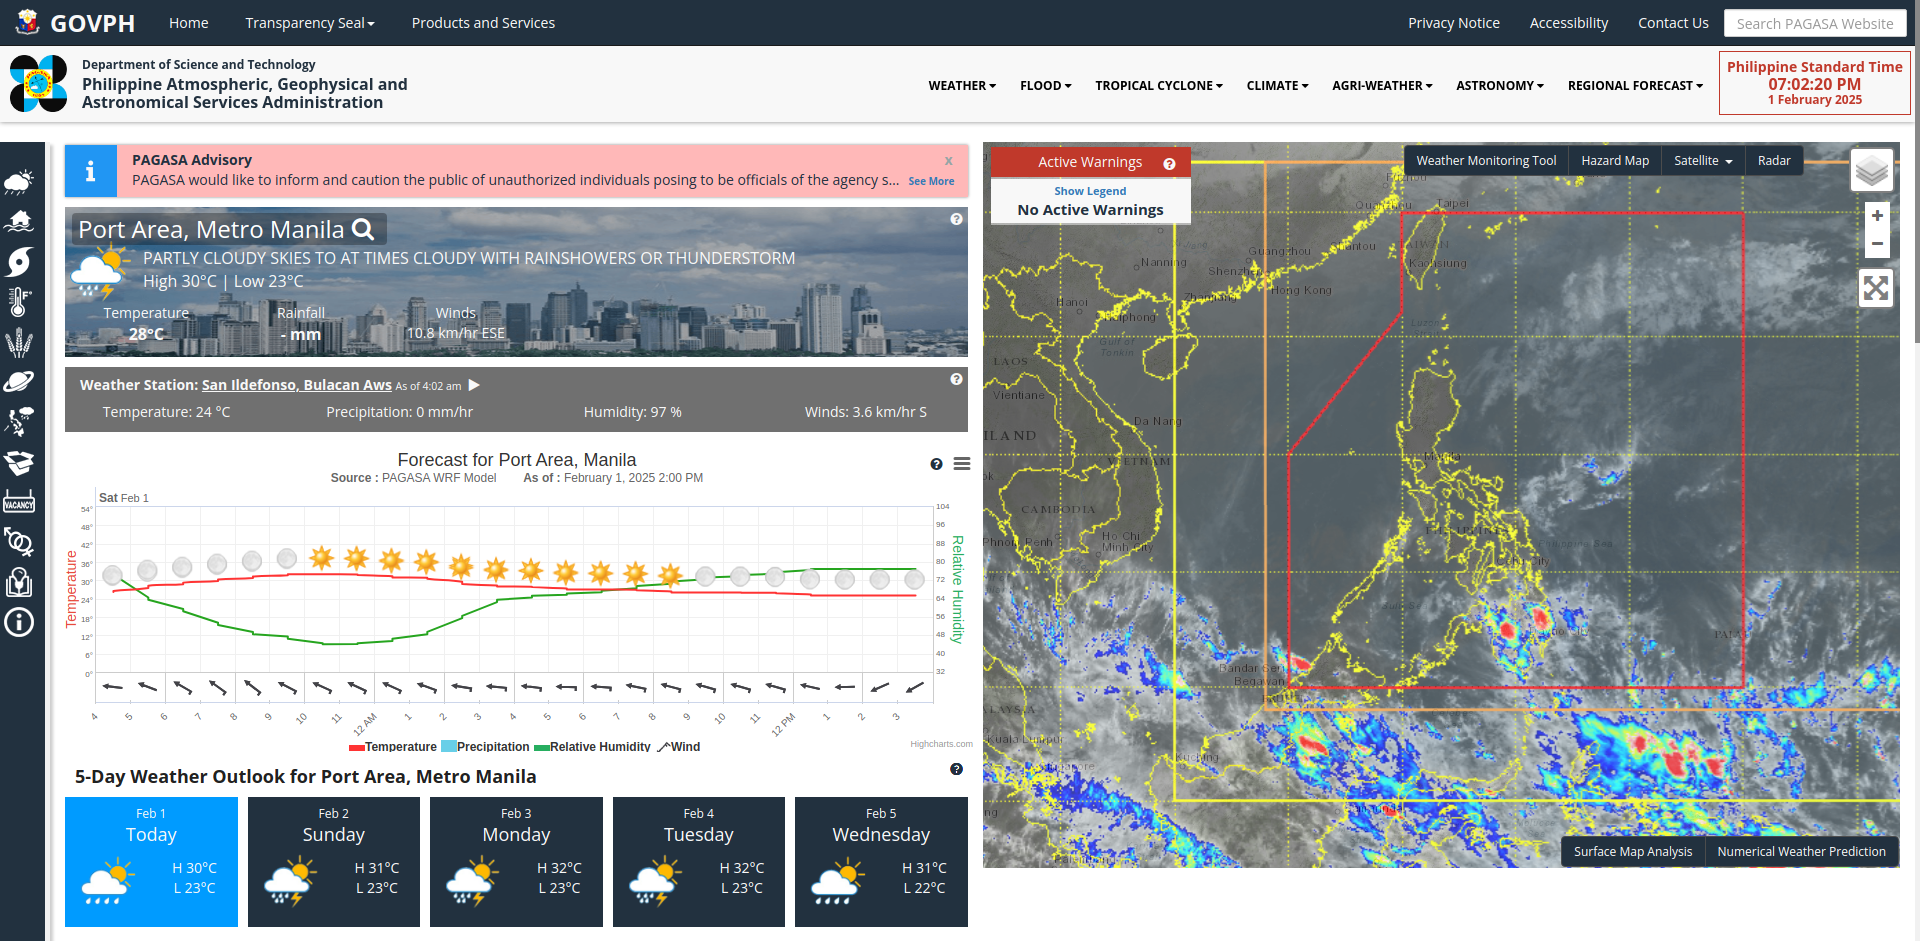 GOVPH
Home
Transparency Seal
Products and Services
Privacy Notice
Accessibility
Contact Us
Search PAGASA Website
Department of Science and Technology
Philippine Atmospheric, Geophysical and
Astronomical Services Administration
WEATHER
FLOOD
TROPICAL CYCLONE
CLIMATE
AGRI-WEATHER
ASTRONOMY
REGIONAL FORECAST
Philippine Standard Time
07:02:20 PM
1 February 2025
VACANCY
PAGASA Advisory
x
PAGASA would like to inform and caution the public of unauthorized individuals posing to be officials of the agency s... See More
Port Area, Metro Manila
PARTLY CLOUDY SKIES TO AT TIMES CLOUDY WITH RAINSHOWERS OR THUNDERSTORM
High 30°C | Low 23°C
Temperature
Rainfall
Winds
28°C
- mm
10.8 km/hr ESE
Weather Station: San Ildefonso, Bulacan Aws As of 4:02 am
Temperature: 24 °C
Precipitation: 0 mm/hr
Humidity: 97 %
Winds: 3.6 km/hr S
Forecast for Port Area, Manila
Source : PAGASA WRF Model As of : February 1, 2025 2:00 PM
Sat Feb 1
54°
48°
42°
36°
30°
24°
18°
12°
6°
0°
Temperature
104
96
88
80
72
64
56
48
40
32
Relative Humidity
4
5
6
7
8
9
10
11
12 AM
1
2
3
4
5
6
7
8
9
10
11
12 PM
1
2
3
Temperature
Precipitation
Relative Humidity
Wind
Highcharts.com
5-Day Weather Outlook for Port Area, Metro Manila
Feb 1
Today
H 30°C
L 23°C
Feb 2
Sunday
H 31°C
L 23°C
Feb 3
Monday
H 32°C
L 23°C
Feb 4
Tuesday
H 32°C
L 23°C
Feb 5
Wednesday
H 31°C
L 22°C
Active Warnings
Show Legend
No Active Warnings
Weather Monitoring Tool
Hazard Map
Satellite
Radar
+
−
Taipei
Guangzhou
Nanning
Shenzhen
Kaohsiung
Hong Kong
Hanoi
Haiphong
Gulf of
Tonkin
LAOS
Vientiane
Da Nang
VIETNAM
CAMBODIA
Phnom Penh
Ho Chi
Minh City
Manila
Bandar Seri
Begawan
Kuala Lumpur
Kuching
Surface Map Analysis
Numerical Weather Prediction